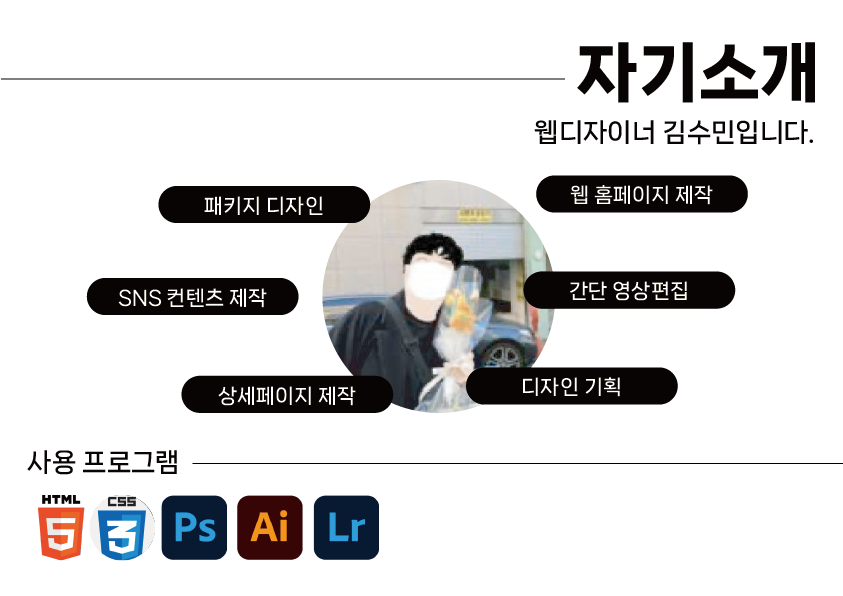 자기소개
웹디자이너 김수민입니다.
패키지 디자인
웹 홈페이지 제작
SNS 컨텐츠 제작
간단 영상편집
상세페이지 제작
디자인 기획
사용 프로그램
HTML 5 CSS 3 Ps Ai Lr